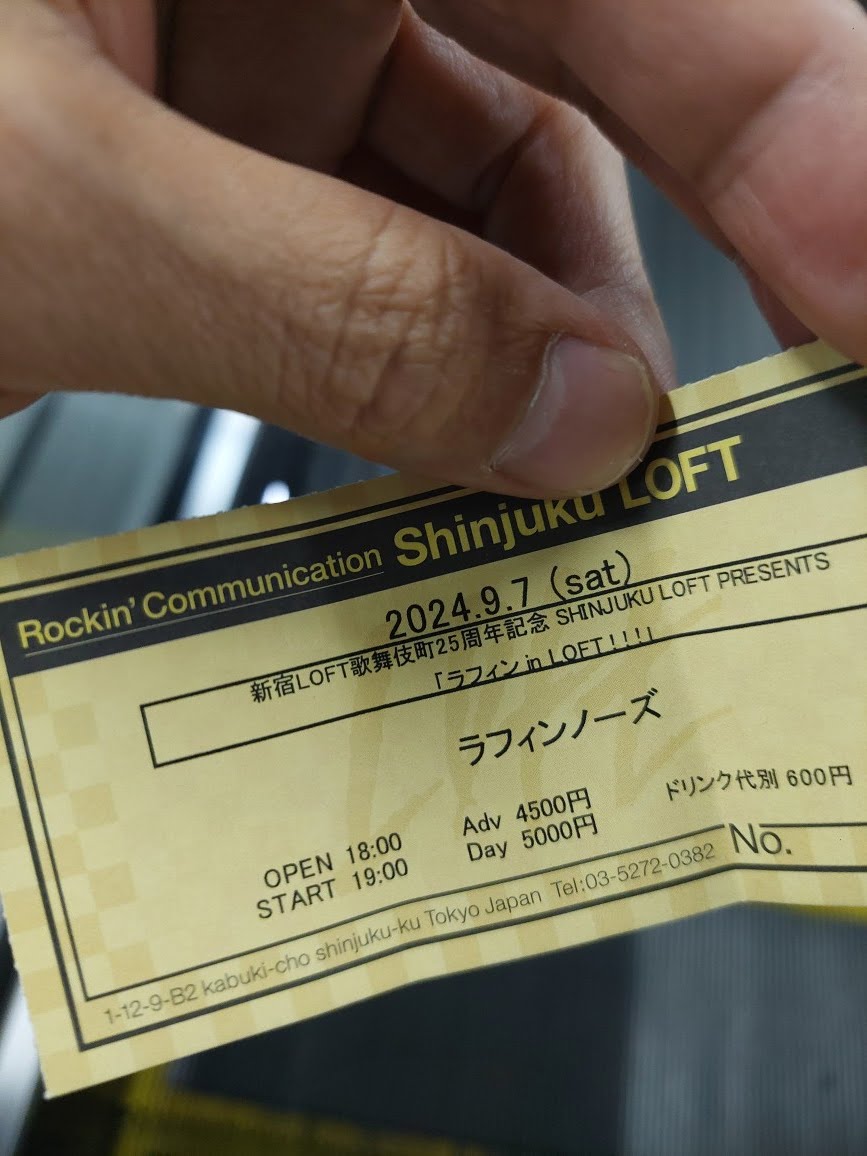 Rockin' Communication Shinjuku LOFT
2024.9.7 (sat)
新宿LOFT歌舞伎町25周年記念 SHINJUKU LOFT PRESENTS
「ラフィン in LOFT!!!!」
ラフィンノーズ
OPEN 18:00 Adv 4500円 ドリンク代別 600円
START 19:00 Day 5000円
No.
1-12-9-B2 kabuki-cho shinjuku-ku Tokyo Japan Tel:03-5272-0382